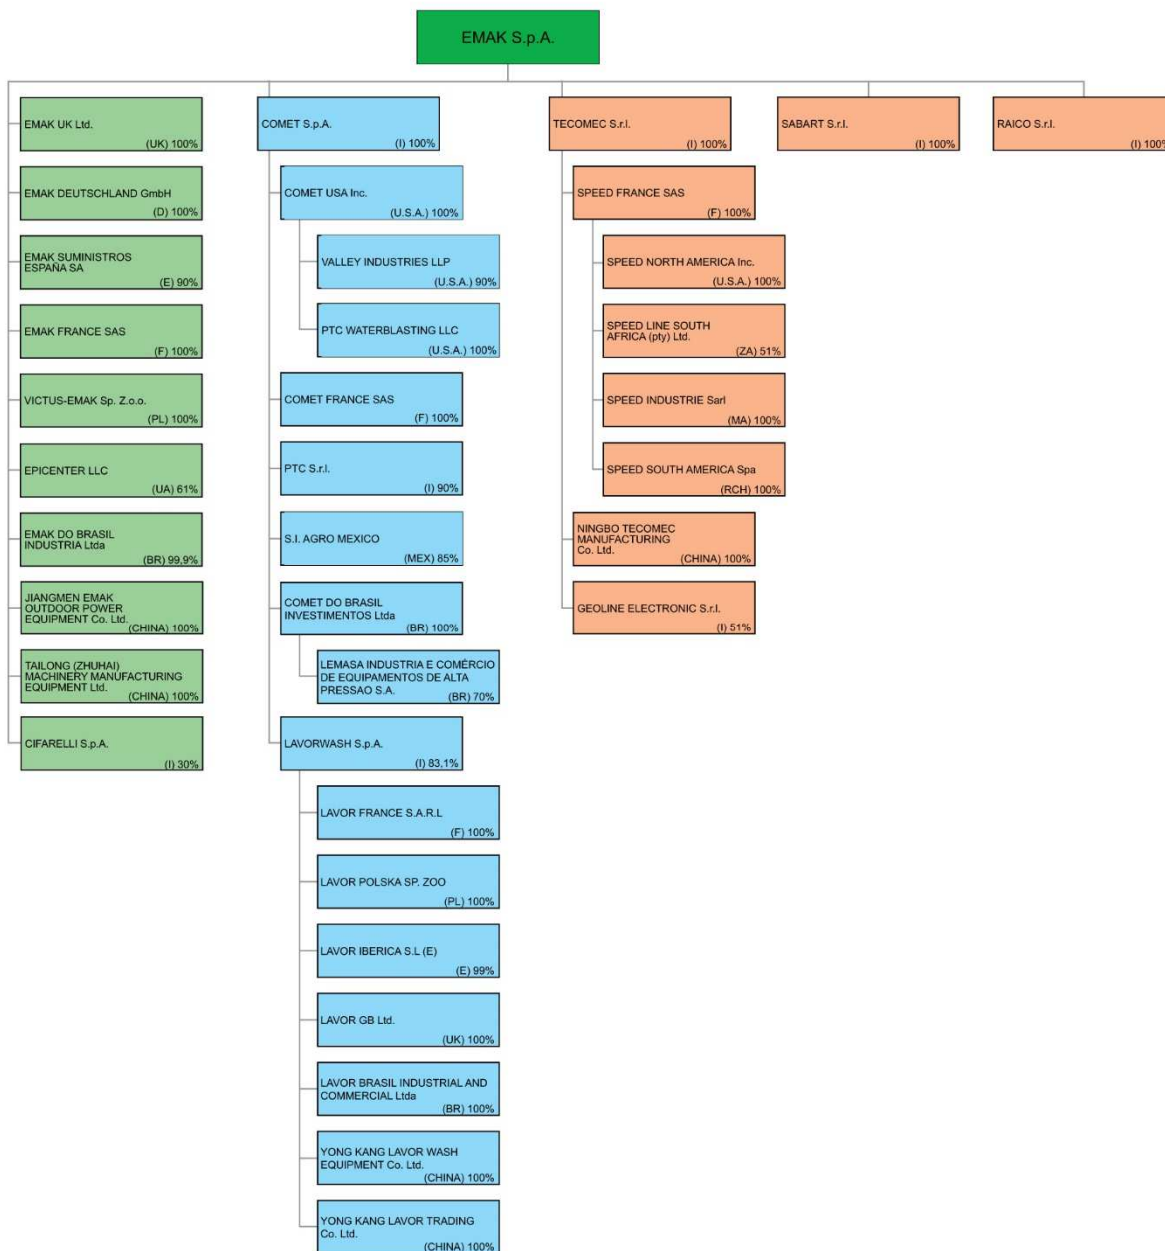 EMAK S.p.A.
EMAK UK Ltd.
(UK) 100%
EMAK DEUTSCHLAND GmbH
(D) 100%
EMAK SUMINISTROS
ESPAÑA SA
(E) 90%
EMAK FRANCE SAS
(F) 100%
VICTUS-EMAK Sp. Z.o.o.
(PL) 100%
EPICENTER LLC
(UA) 61%
EMAK DO BRASIL
INDUSTRIA Ltda
(BR) 99,9%
JIANGMEN EMAK
OUTDOOR POWER
EQUIPMENT Co. Ltd.
(CHINA) 100%
TAILONG (ZHUHAI)
MACHINERY MANUFACTURING
EQUIPMENT Ltd.
(CHINA) 100%
CIFARELLI S.p.A.
(I) 30%
COMET S.p.A.
(I) 100%
COMET USA Inc.
(U.S.A.) 100%
VALLEY INDUSTRIES LLP
(U.S.A.) 90%
PTC WATERBLASTING LLC
(U.S.A.) 100%
COMET FRANCE SAS
(F) 100%
PTC S.r.l.
(I) 90%
S.I. AGRO MEXICO
(MEX) 85%
COMET DO BRASIL
INVESTIMENTOS Ltda
(BR) 100%
LEMASA INDUSTRIA E COMÉRCIO
DE EQUIPAMENTOS DE ALTA
PRESSAO S.A.
(BR) 70%
LAVORWASH S.p.A.
(I) 83,1%
LAVOR FRANCE S.A.R.L
(F) 100%
LAVOR POLSKA SP. ZOO
(PL) 100%
LAVOR IBERICA S.L (E)
(E) 99%
LAVOR GB Ltd.
(UK) 100%
LAVOR BRASIL INDUSTRIAL AND
COMMERCIAL Ltda
(BR) 100%
YONG KANG LAVOR WASH
EQUIPMENT Co. Ltd.
(CHINA) 100%
YONG KANG LAVOR TRADING
Co. Ltd.
(CHINA) 100%
TECOMEC S.r.l.
(I) 100%
SPEED FRANCE SAS
(F) 100%
SPEED NORTH AMERICA Inc.
(U.S.A.) 100%
SPEED LINE SOUTH
AFRICA (pty) Ltd.
(ZA) 51%
SPEED INDUSTRIE Sarl
(MA) 100%
SPEED SOUTH AMERICA Spa
(RCH) 100%
NINGBO TECOMEC
MANUFACTURING
Co. Ltd.
(CHINA) 100%
GEOLINE ELECTRONIC S.r.l.
(I) 51%
SABART S.r.l.
(I) 100%
RAICO S.r.l.
(I) 100%